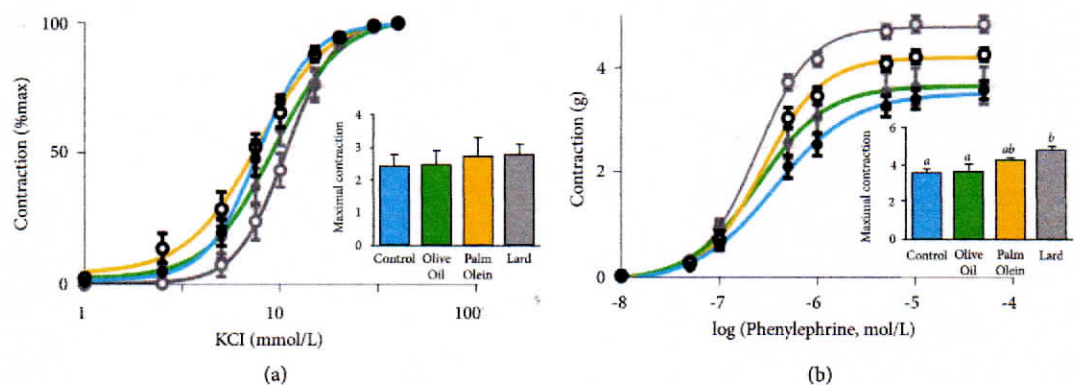 100
50
0
Contraction (%max)
1
10
100
KCI (mmol/L)
4
3
2
1
0
Maximal contraction
Control
Olive
Oil
Palm
Olein
Lard
(a)
4
2
0
Contraction (g)
-8
-7
-6
-5
-4
log (Phenylephrine, mol/L)
6
4
2
0
Maximal contraction
a
a
ab
b
Control
Olive
Oil
Palm
Olein
Lard
(b)